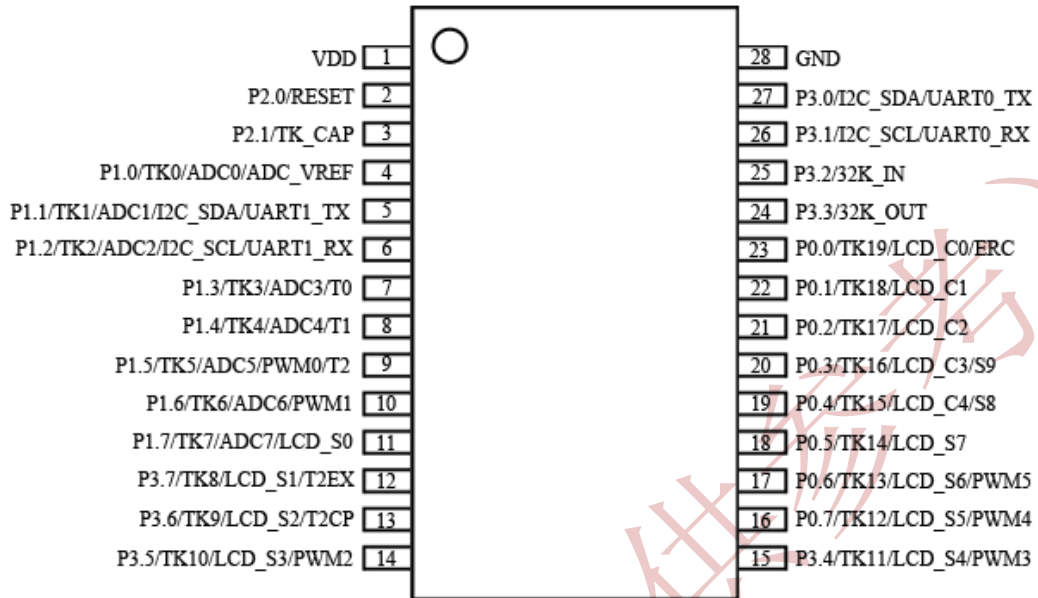 VDD 1
P2.0/RESET 2
P2.1/TK_CAP 3
P1.0/TK0/ADC0/ADC_VREF 4
P1.1/TK1/ADC1/I2C_SDA/UART1_TX 5
P1.2/TK2/ADC2/I2C_SCL/UART1_RX 6
P1.3/TK3/ADC3/T0 7
P1.4/TK4/ADC4/T1 8
P1.5/TK5/ADC5/PWM0/T2 9
P1.6/TK6/ADC6/PWM1 10
P1.7/TK7/ADC7/LCD_S0 11
P3.7/TK8/LCD_S1/T2EX 12
P3.6/TK9/LCD_S2/T2CP 13
P3.5/TK10/LCD_S3/PWM2 14
28 GND
27 P3.0/I2C_SDA/UART0_TX
26 P3.1/I2C_SCL/UART0_RX
25 P3.2/32K_IN
24 P3.3/32K_OUT
23 P0.0/TK19/LCD_C0/ERC
22 P0.1/TK18/LCD_C1
21 P0.2/TK17/LCD_C2
20 P0.3/TK16/LCD_C3/S9
19 P0.4/TK15/LCD_C4/S8
18 P0.5/TK14/LCD_S7
17 P0.6/TK13/LCD_S6/PWM5
16 P0.7/TK12/LCD_S5/PWM4
15 P3.4/TK11/LCD_S4/PWM3
供参考